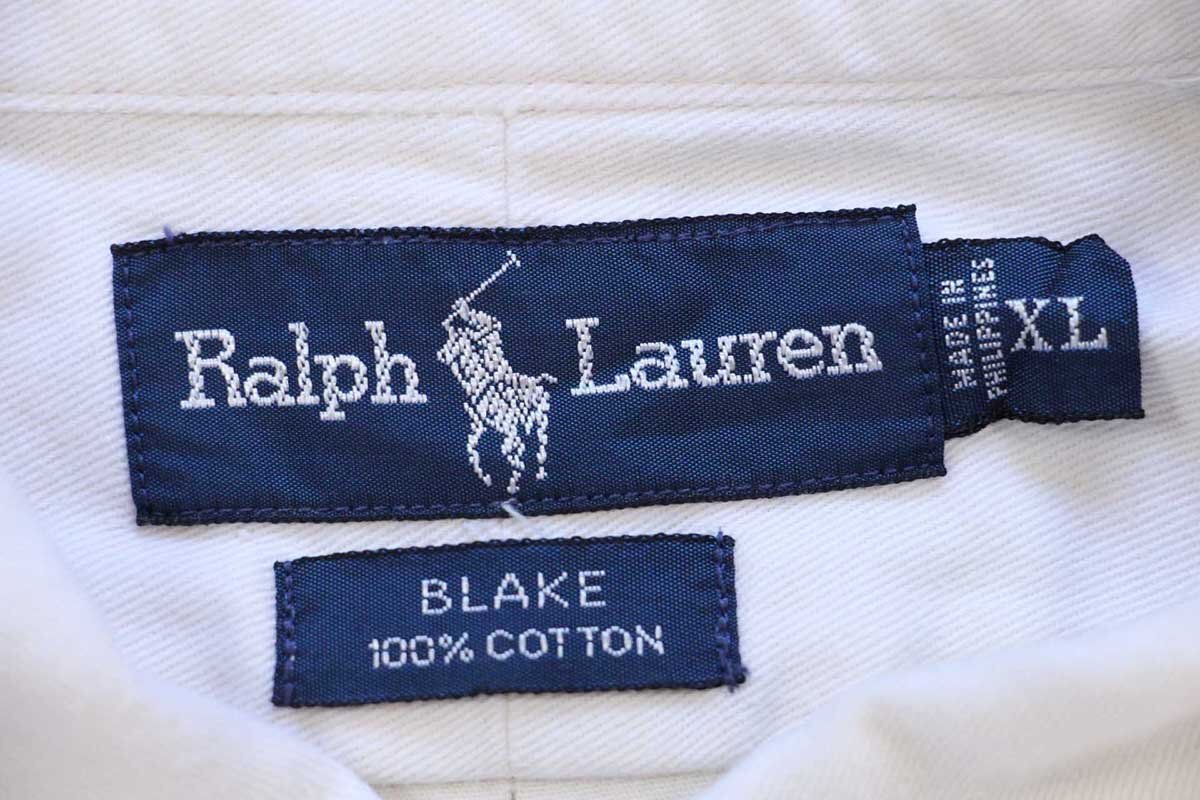 Ralph Lauren
MADE IN
PHILIPPINES
XL
BLAKE
100% COTTON